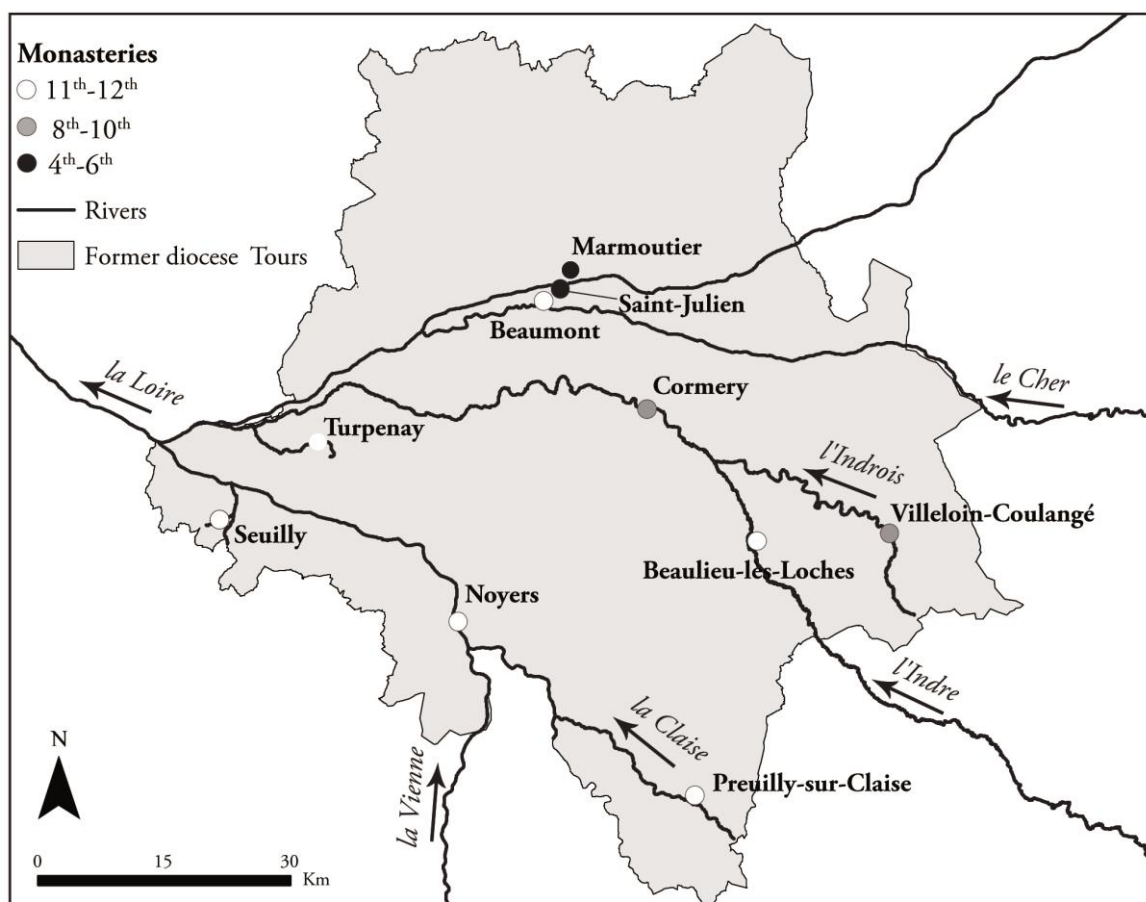 Monasteries
11th-12th
8th-10th
4th-6th
Rivers
Former diocese Tours
Marmoutier
Saint-Julien
Beaumont
la Loire
Cormery
le Cher
Turpenay
l'Indrois
Villeloin-Coulangé
Seuilly
Beaulieu-lès-Loches
Noyers
l'Indre
la Claise
la Vienne
Preuilly-sur-Claise
N
0 15 30
Km